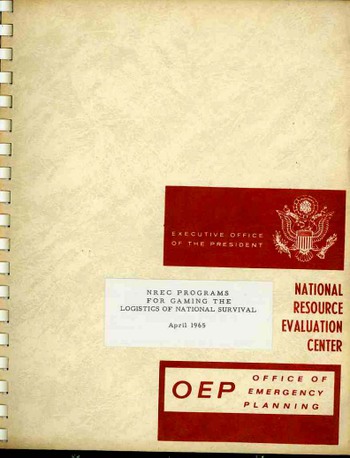 EXECUTIVE OFFICE
OF THE PRESIDENT
NREC PROGRAMS
FOR GAMING THE
LOGISTICS OF NATIONAL SURVIVAL
April 1965
NATIONAL
RESOURCE
EVALUATION
CENTER
OEP
OFFICE OF
EMERGENCY
PLANNING